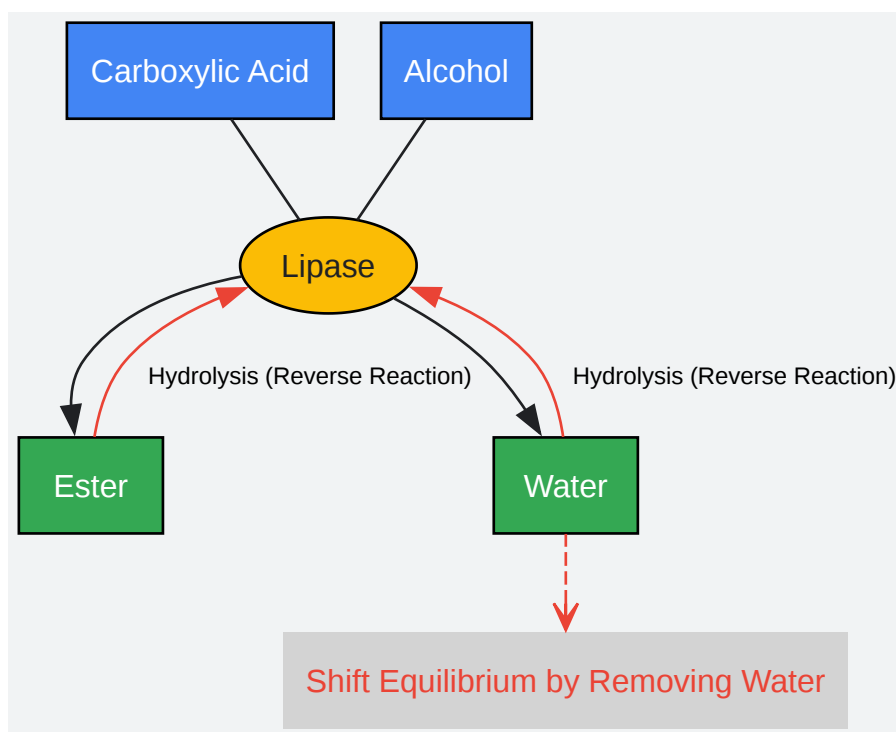 Carboxylic Acid
Alcohol
Lipase
Hydrolysis (Reverse Reaction)
Hydrolysis (Reverse Reaction)
Ester
Water
Shift Equilibrium by Removing Water